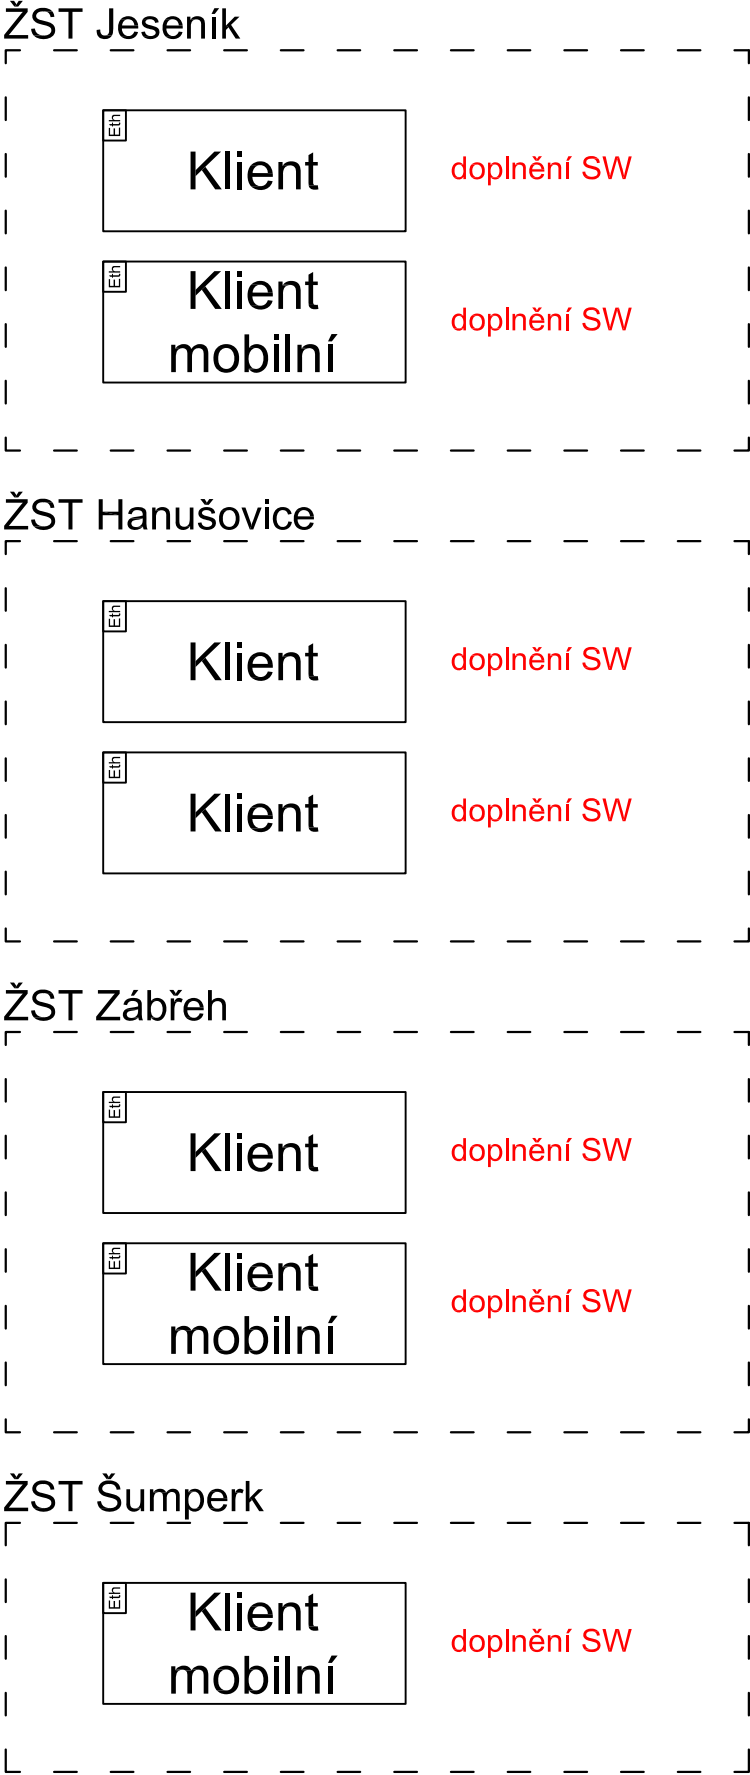 ŽST Jeseník
Eth
Klient
doplnění SW
Eth
Klient
mobilní
doplnění SW
ŽST Hanušovice
Eth
Klient
doplnění SW
Eth
Klient
doplnění SW
ŽST Zábřeh
Eth
Klient
doplnění SW
Eth
Klient
mobilní
doplnění SW
ŽST Šumperk
Eth
Klient
mobilní
doplnění SW